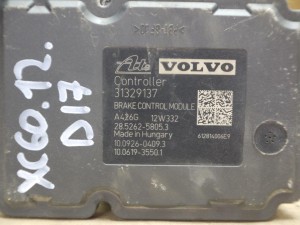 XC60.12.
D17
Ate
VOLVO
Controller
31329137
BRAKE CONTROL MODULE
A426G 12W332
28.5262-5805.3
Made in Hungary
10.0926-0409.3
10.0619-3550.1